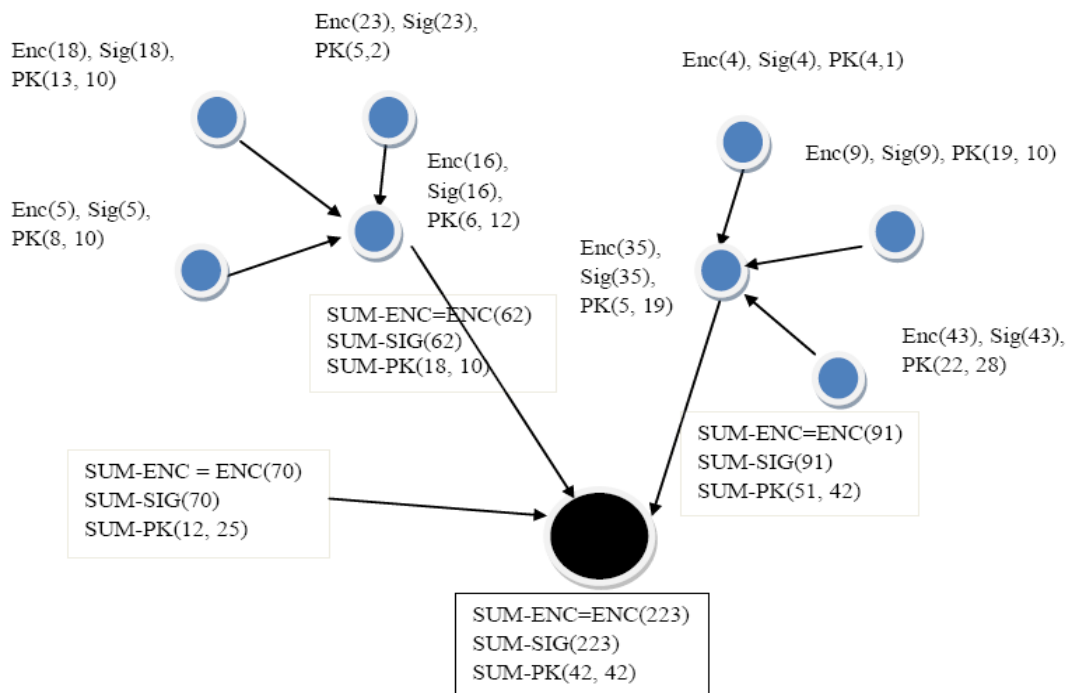 Enc(18), Sig(18),
PK(13, 10)
Enc(23), Sig(23),
PK(5,2)
Enc(4), Sig(4), PK(4,1)
Enc(9), Sig(9), PK(19, 10)
Enc(16),
Sig(16),
PK(6, 12)
Enc(5), Sig(5),
PK(8, 10)
Enc(35),
Sig(35),
PK(5, 19)
SUM-ENC=ENC(62)
SUM-SIG(62)
SUM-PK(18, 10)
Enc(43), Sig(43),
PK(22, 28)
SUM-ENC=ENC(91)
SUM-SIG(91)
SUM-PK(51, 42)
SUM-ENC = ENC(70)
SUM-SIG(70)
SUM-PK(12, 25)
SUM-ENC=ENC(223)
SUM-SIG(223)
SUM-PK(42, 42)